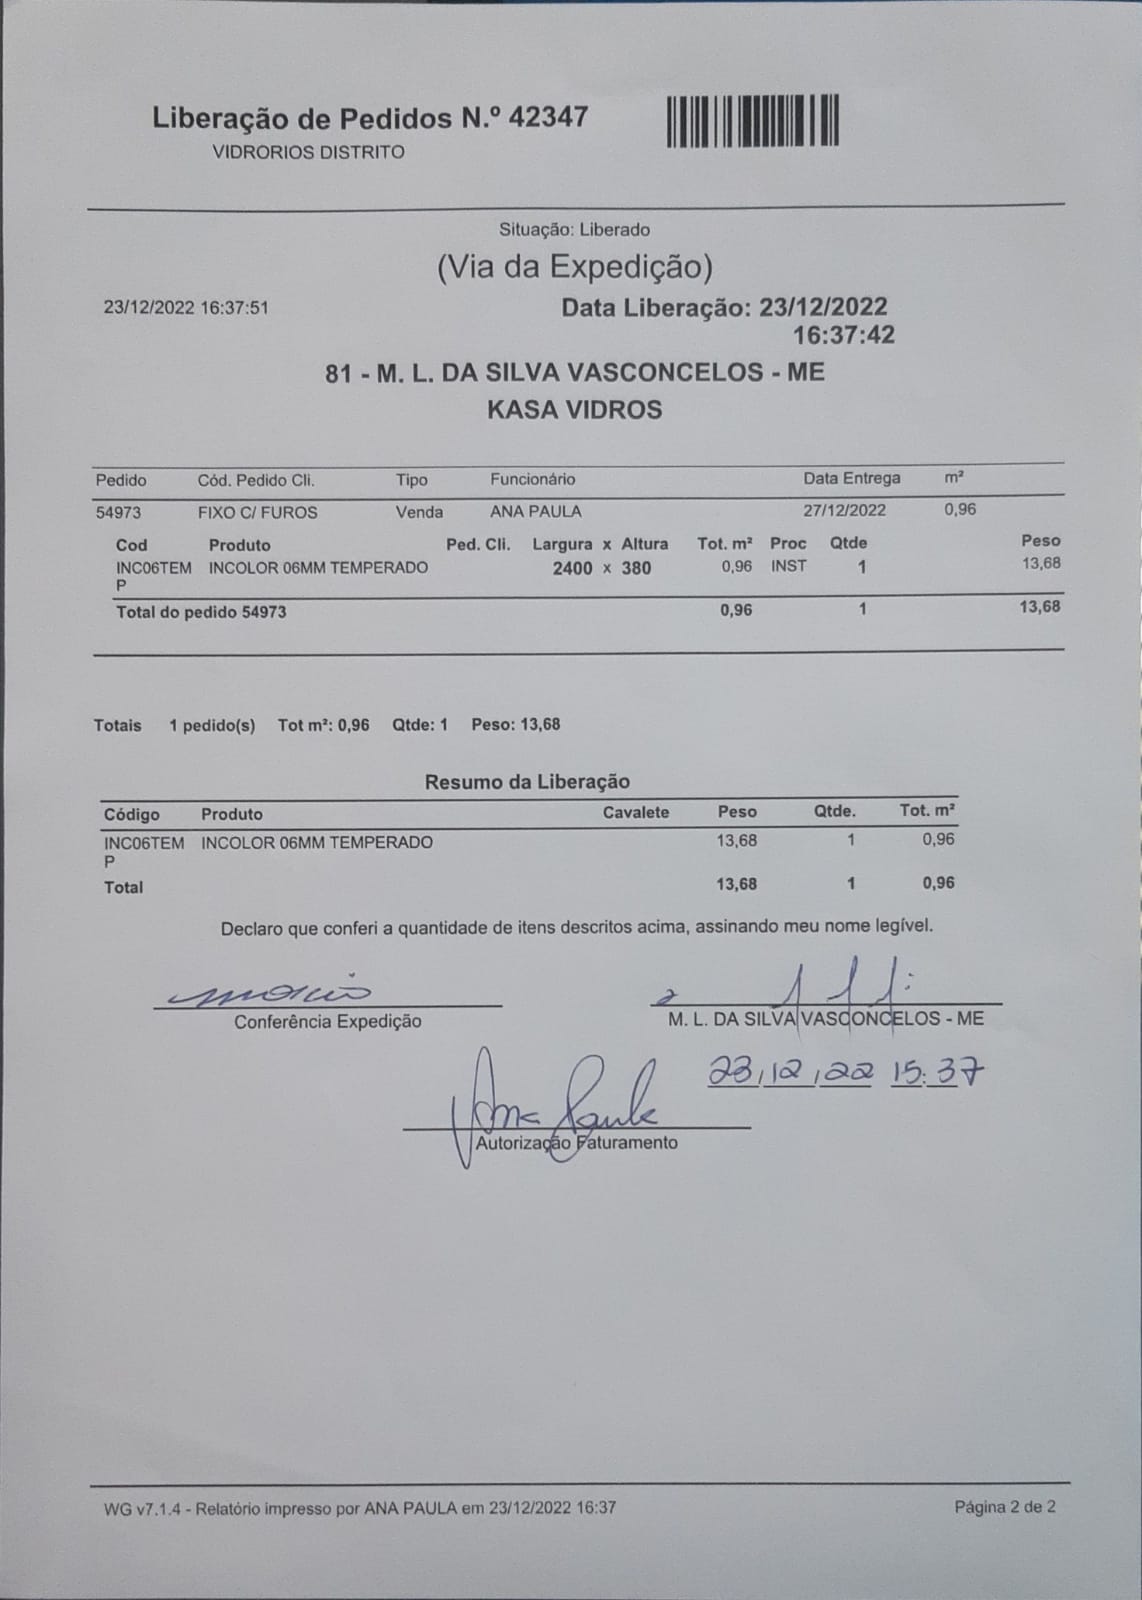 Liberação de Pedidos N.º 42347
VIDRORIOS DISTRITO
Situação: Liberado
(Via da Expedição)
23/12/2022 16:37:51
Data Liberação: 23/12/2022
16:37:42
81 - M. L. DA SILVA VASCONCELOS - ME
KASA VIDROS
Pedido Cód. Pedido Cli. Tipo Funcionário Data Entrega m²
54973 FIXO C/ FUROS Venda ANA PAULA 27/12/2022 0,96
Cod Produto Ped. Cli. Largura x Altura Tot. m² Proc Qtde Peso
INC06TEM INCOLOR 06MM TEMPERADO 2400 x 380 0,96 INST 1 13,68
P
Total do pedido 54973 0,96 1 13,68
Totais 1 pedido(s) Tot m²: 0,96 Qtde: 1 Peso: 13,68
Resumo da Liberação
Código Produto Cavalete Peso Qtde. Tot. m²
INC06TEM INCOLOR 06MM TEMPERADO 13,68 1 0,96
P
Total 13,68 1 0,96
Declaro que conferi a quantidade de itens descritos acima, assinando meu nome legível.
Conferência Expedição
M. L. DA SILVA VASCONCELOS - ME
23/12/22 15:37
Ana Paula
Autorização Faturamento
WG v7.1.4 - Relatório impresso por ANA PAULA em 23/12/2022 16:37
Página 2 de 2